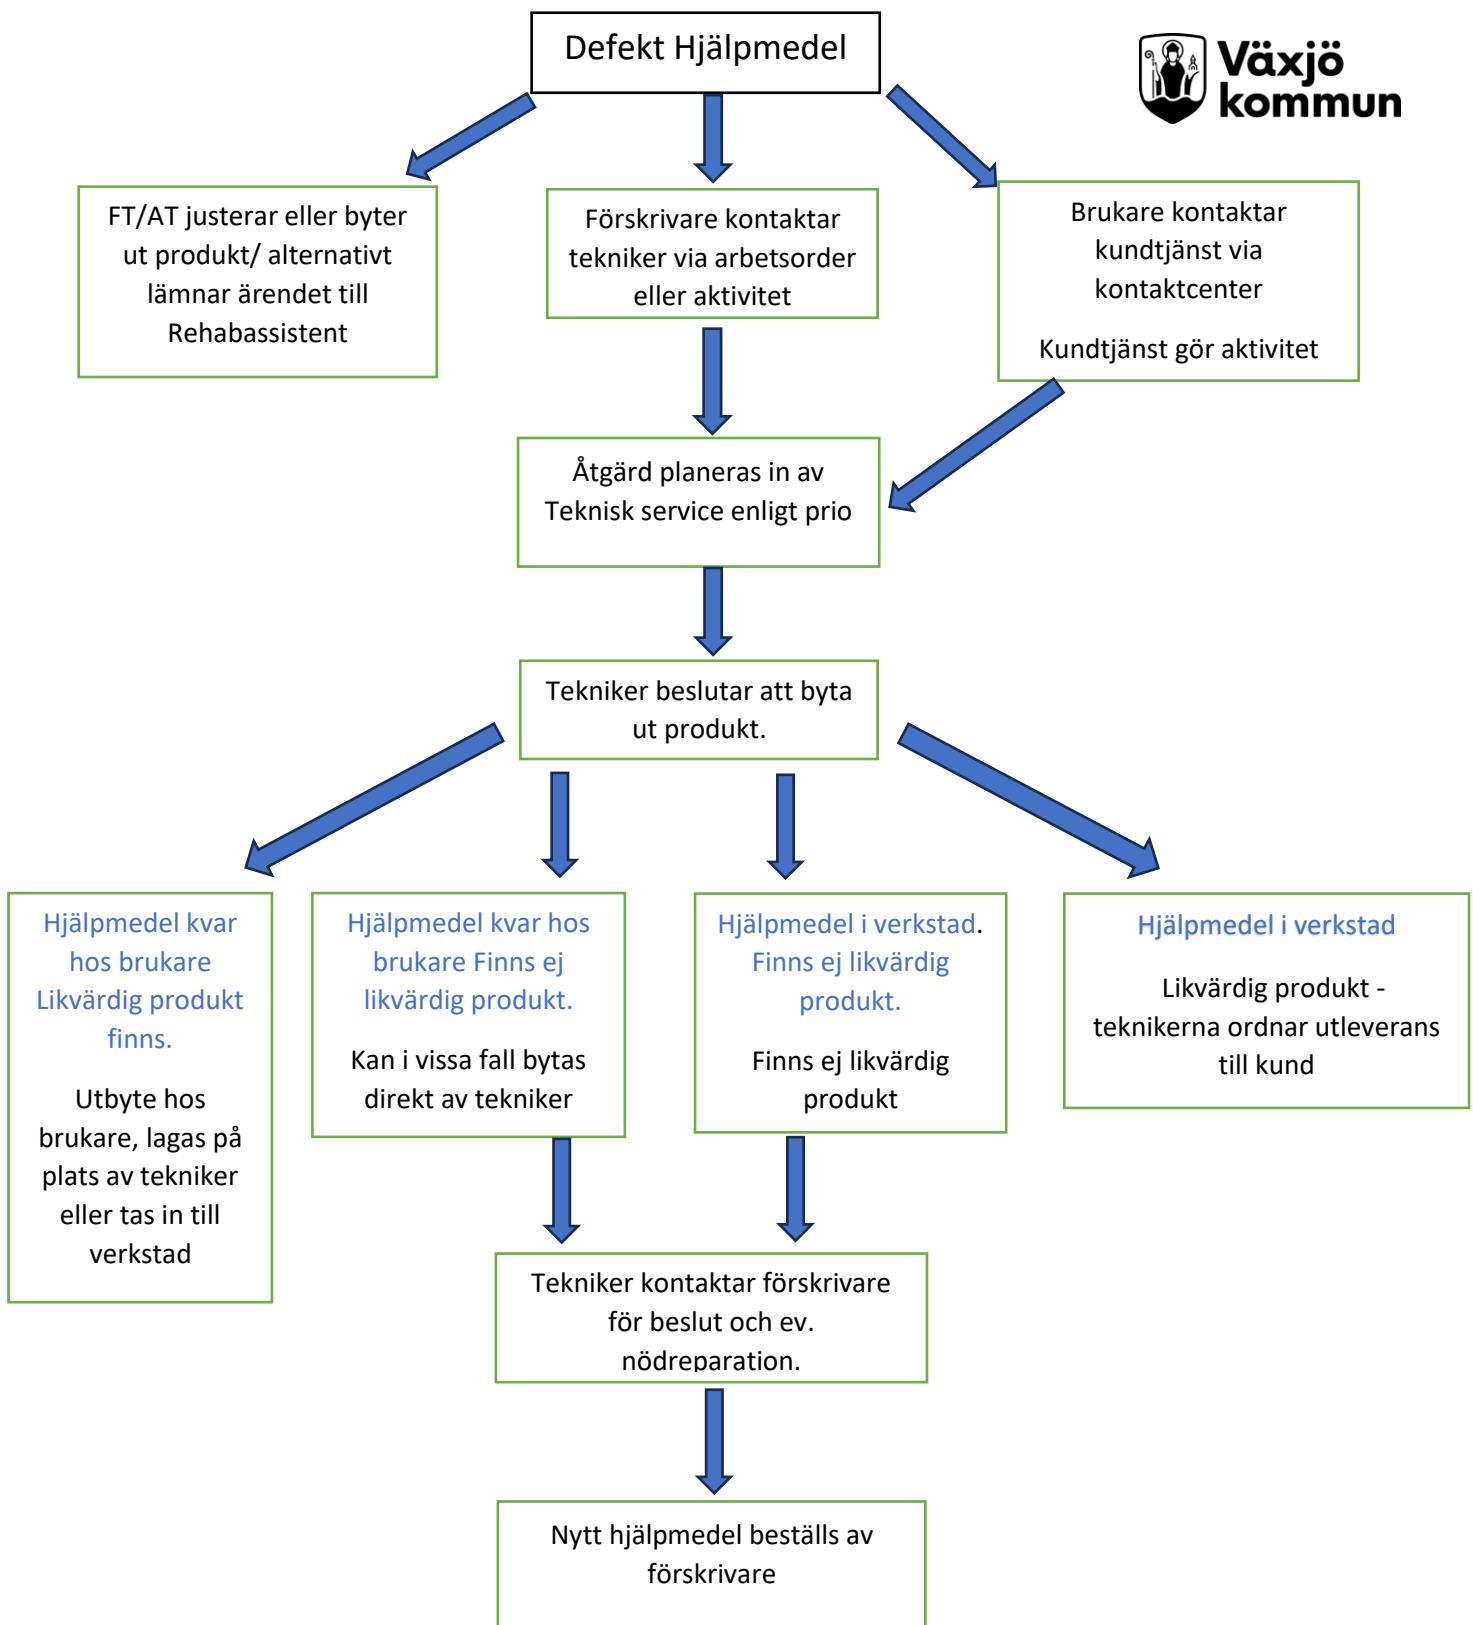 Defekt Hjälpmedel
Växjö
kommun
FT/AT justerar eller byter
ut produkt/ alternativt
lämnar ärendet till
Rehabassistent
Förskrivare kontaktar
tekniker via arbetsorder
eller aktivitet
Brukare kontaktar
kundtjänst via
kontaktcenter
Kundtjänst gör aktivitet
Åtgärd planeras in av
Teknisk service enligt prio
Tekniker beslutar att byta
ut produkt.
Hjälpmedel kvar
hos brukare
Likvärdig produkt
finns.
Utbyte hos
brukare, lagas på
plats av tekniker
eller tas in till
verkstad
Hjälpmedel kvar hos
brukare Finns ej
likvärdig produkt.
Kan i vissa fall bytas
direkt av tekniker
Hjälpmedel i verkstad.
Finns ej likvärdig
produkt.
Finns ej likvärdig
produkt
Hjälpmedel i verkstad
Likvärdig produkt -
teknikerna ordnar utleverans
till kund
Tekniker kontaktar förskrivare
för beslut och ev.
nödreparation.
Nytt hjälpmedel beställs av
förskrivare